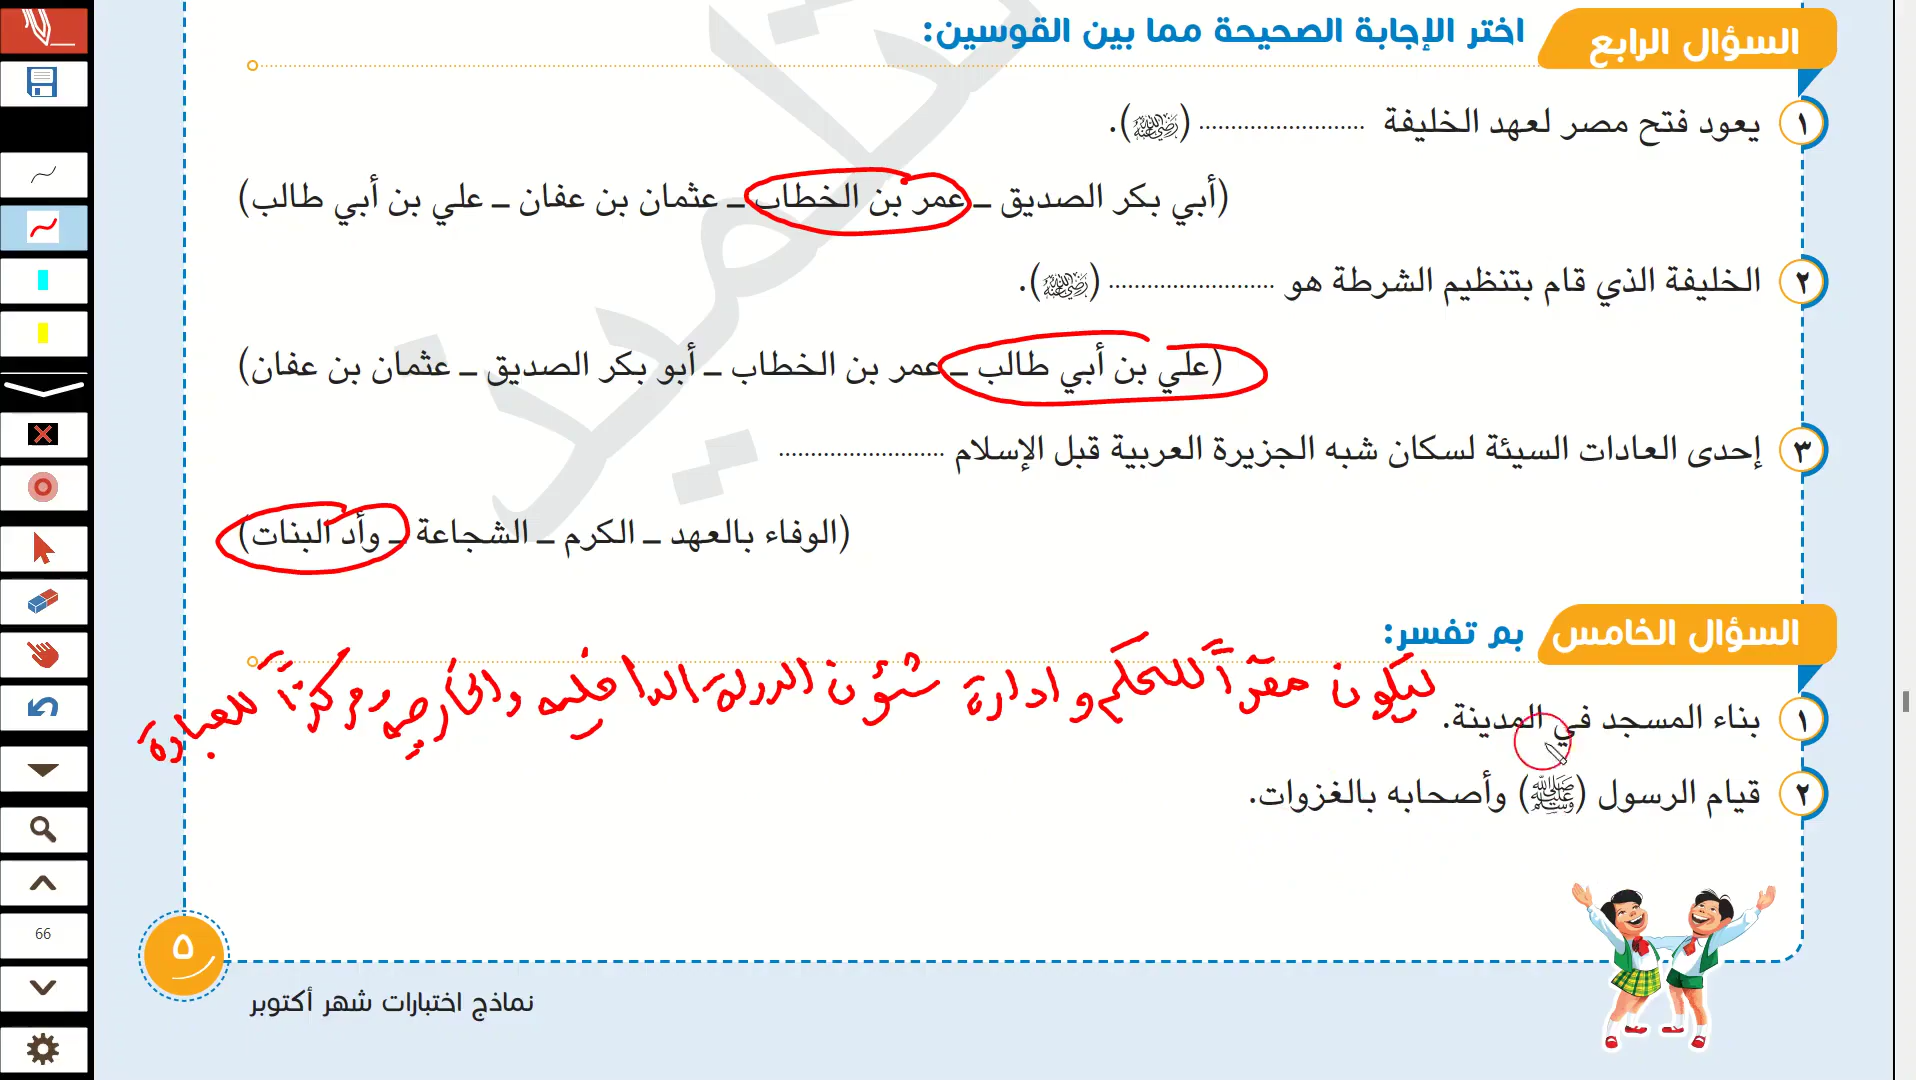 السؤال الرابع اختر الإجابة الصحيحة مما بين القوسين:
١ يعود فتح مصر لعهد الخليفة .......................... (رضي الله عنه).
(أبي بكر الصديق – عمر بن الخطاب – عثمان بن عفان – علي بن أبي طالب)
٢ الخليفة الذي قام بتنظيم الشرطة هو .......................... (رضي الله عنه).
(علي بن أبي طالب – عمر بن الخطاب – أبو بكر الصديق – عثمان بن عفان)
٣ إحدى العادات السيئة لسكان شبه الجزيرة العربية قبل الإسلام ..........................
(الوفاء بالعهد – الكرم – الشجاعة – وأد البنات)
السؤال الخامس بم تفسر:
ليكون مقرًا للحكم و ادارة شئون الدولة الداخليه والخارجيه ومركزًا للعبادة
١ بناء المسجد في المدينة.
٢ قيام الرسول (ﷺ) وأصحابه بالغزوات.
٥
نماذج اختبارات شهر أكتوبر
66